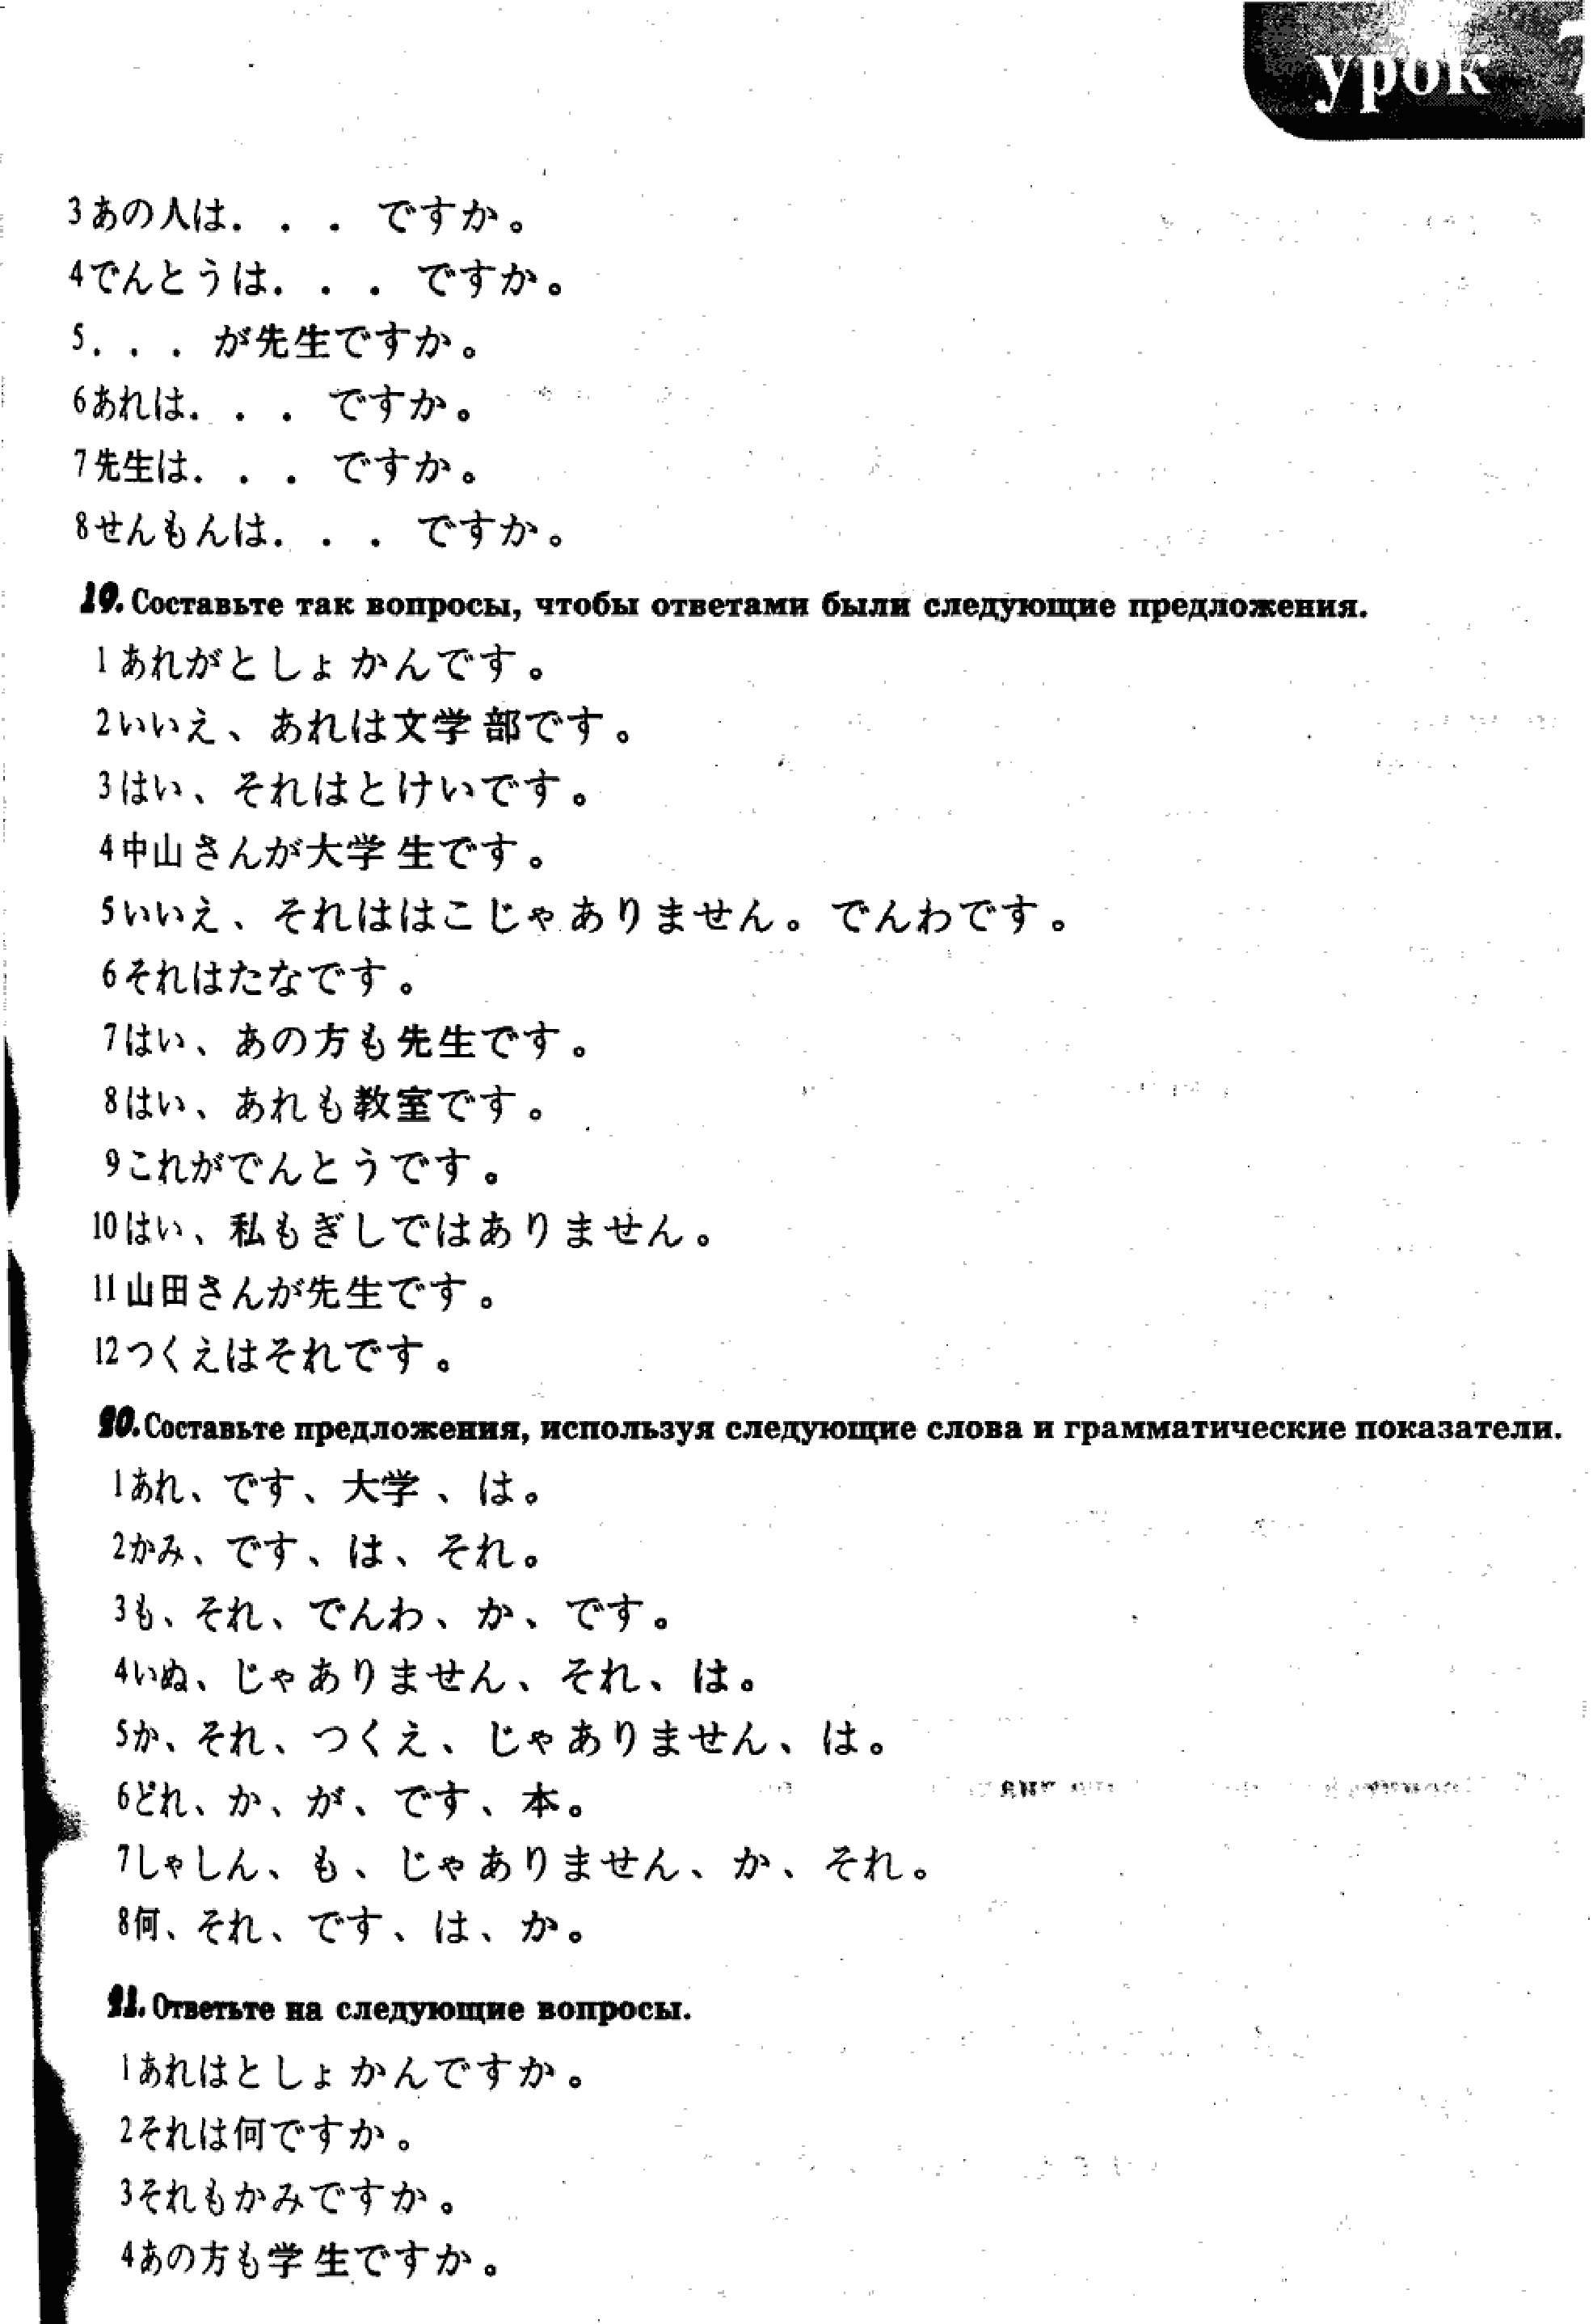 урок 7
3あの人は．．．ですか。
4でんとうは．．．ですか。
5．．．が先生ですか。
6あれは．．．ですか。
7先生は．．．ですか。
8せんもんは．．．ですか。
19. Составьте так вопросы, чтобы ответами были следующие предложения.
1あれがとしょかんです。
2いいえ、あれは文学部です。
3はい、それはとけいです。
4中山さんが大学生です。
5いいえ、それははこじゃありません。でんわです。
6それはたなです。
7はい、あの方も先生です。
8はい、あれも教室です。
9これがでんとうです。
10はい、私もぎしではありません。
11山田さんが先生です。
12つくえはそれです。
20. Составьте предложения, используя следующие слова и грамматические показатели.
1あれ、です、大学、は。
2かみ、です、は、それ。
3も、それ、でんわ、か、です。
4いぬ、じゃありません、それ、は。
5か、それ、つくえ、じゃありません、は。
6どれ、か、が、です、本。
7しゃしん、も、じゃありません、か、それ。
8何、それ、です、は、か。
21. Ответьте на следующие вопросы.
1あれはとしょかんですか。
2それは何ですか。
3それもかみですか。
4あの方も学生ですか。